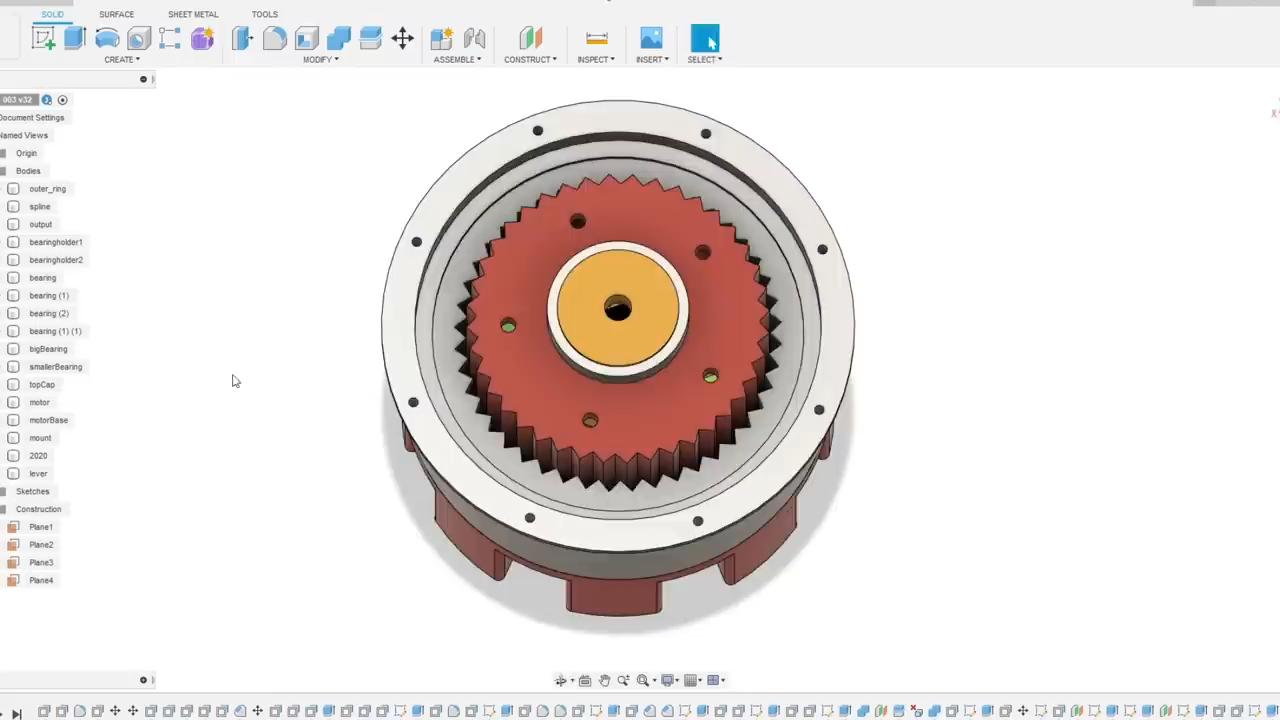 SOLID SURFACE SHEET METAL TOOLS
CREATE MODIFY ASSEMBLE CONSTRUCT INSPECT INSERT SELECT
003 v32
Document Settings
Named Views
Origin
Bodies
outer_ring
spline
output
bearingholder1
bearingholder2
bearing
bearing (1)
bearing (2)
bearing (1) (1)
bigBearing
smallerBearing
topCap
motor
motorBase
mount
2020
lever
Sketches
Construction
Plane1
Plane2
Plane3
Plane4